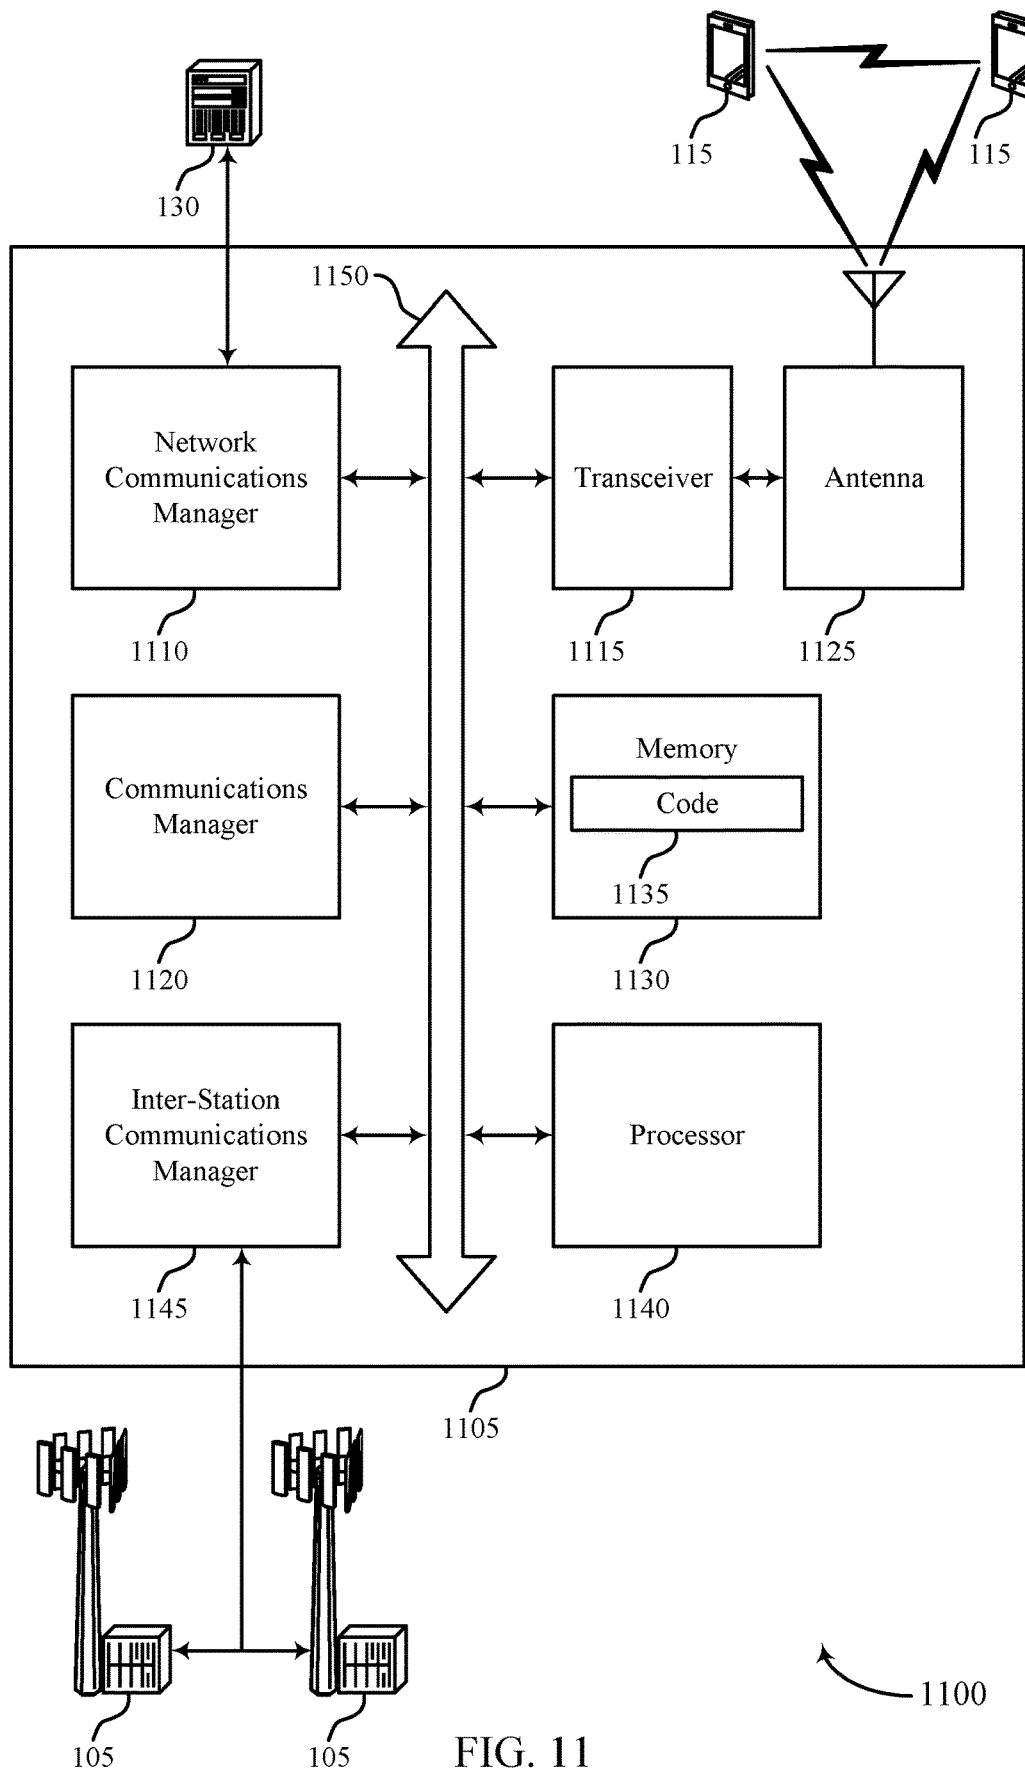 115
115
130
1150
Network
Communications
Manager
Transceiver
Antenna
1110
1115
1125
Communications
Manager
Memory
Code
1135
1120
1130
Inter-Station
Communications
Manager
Processor
1145
1140
1105
1100
105
105
FIG. 11